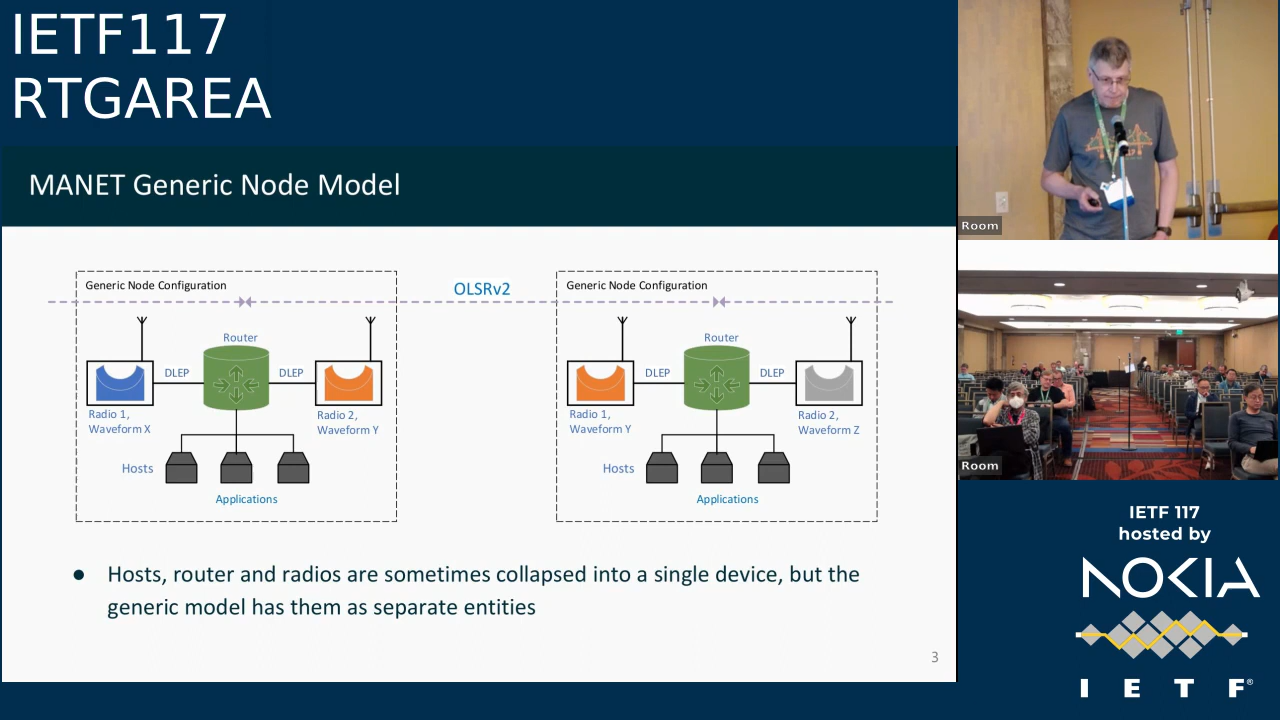 IETF117
RTGAREA
MANET Generic Node Model
Generic Node Configuration
OLSRv2
Generic Node Configuration
Router
DLEP
DLEP
Radio 1,
Waveform X
Radio 2,
Waveform Y
Hosts
Applications
Router
DLEP
DLEP
Radio 1,
Waveform Y
Radio 2,
Waveform Z
Hosts
Applications
● Hosts, router and radios are sometimes collapsed into a single device, but the
generic model has them as separate entities
3
Room
Room
IETF 117
hosted by
NOKIA
I E T F®